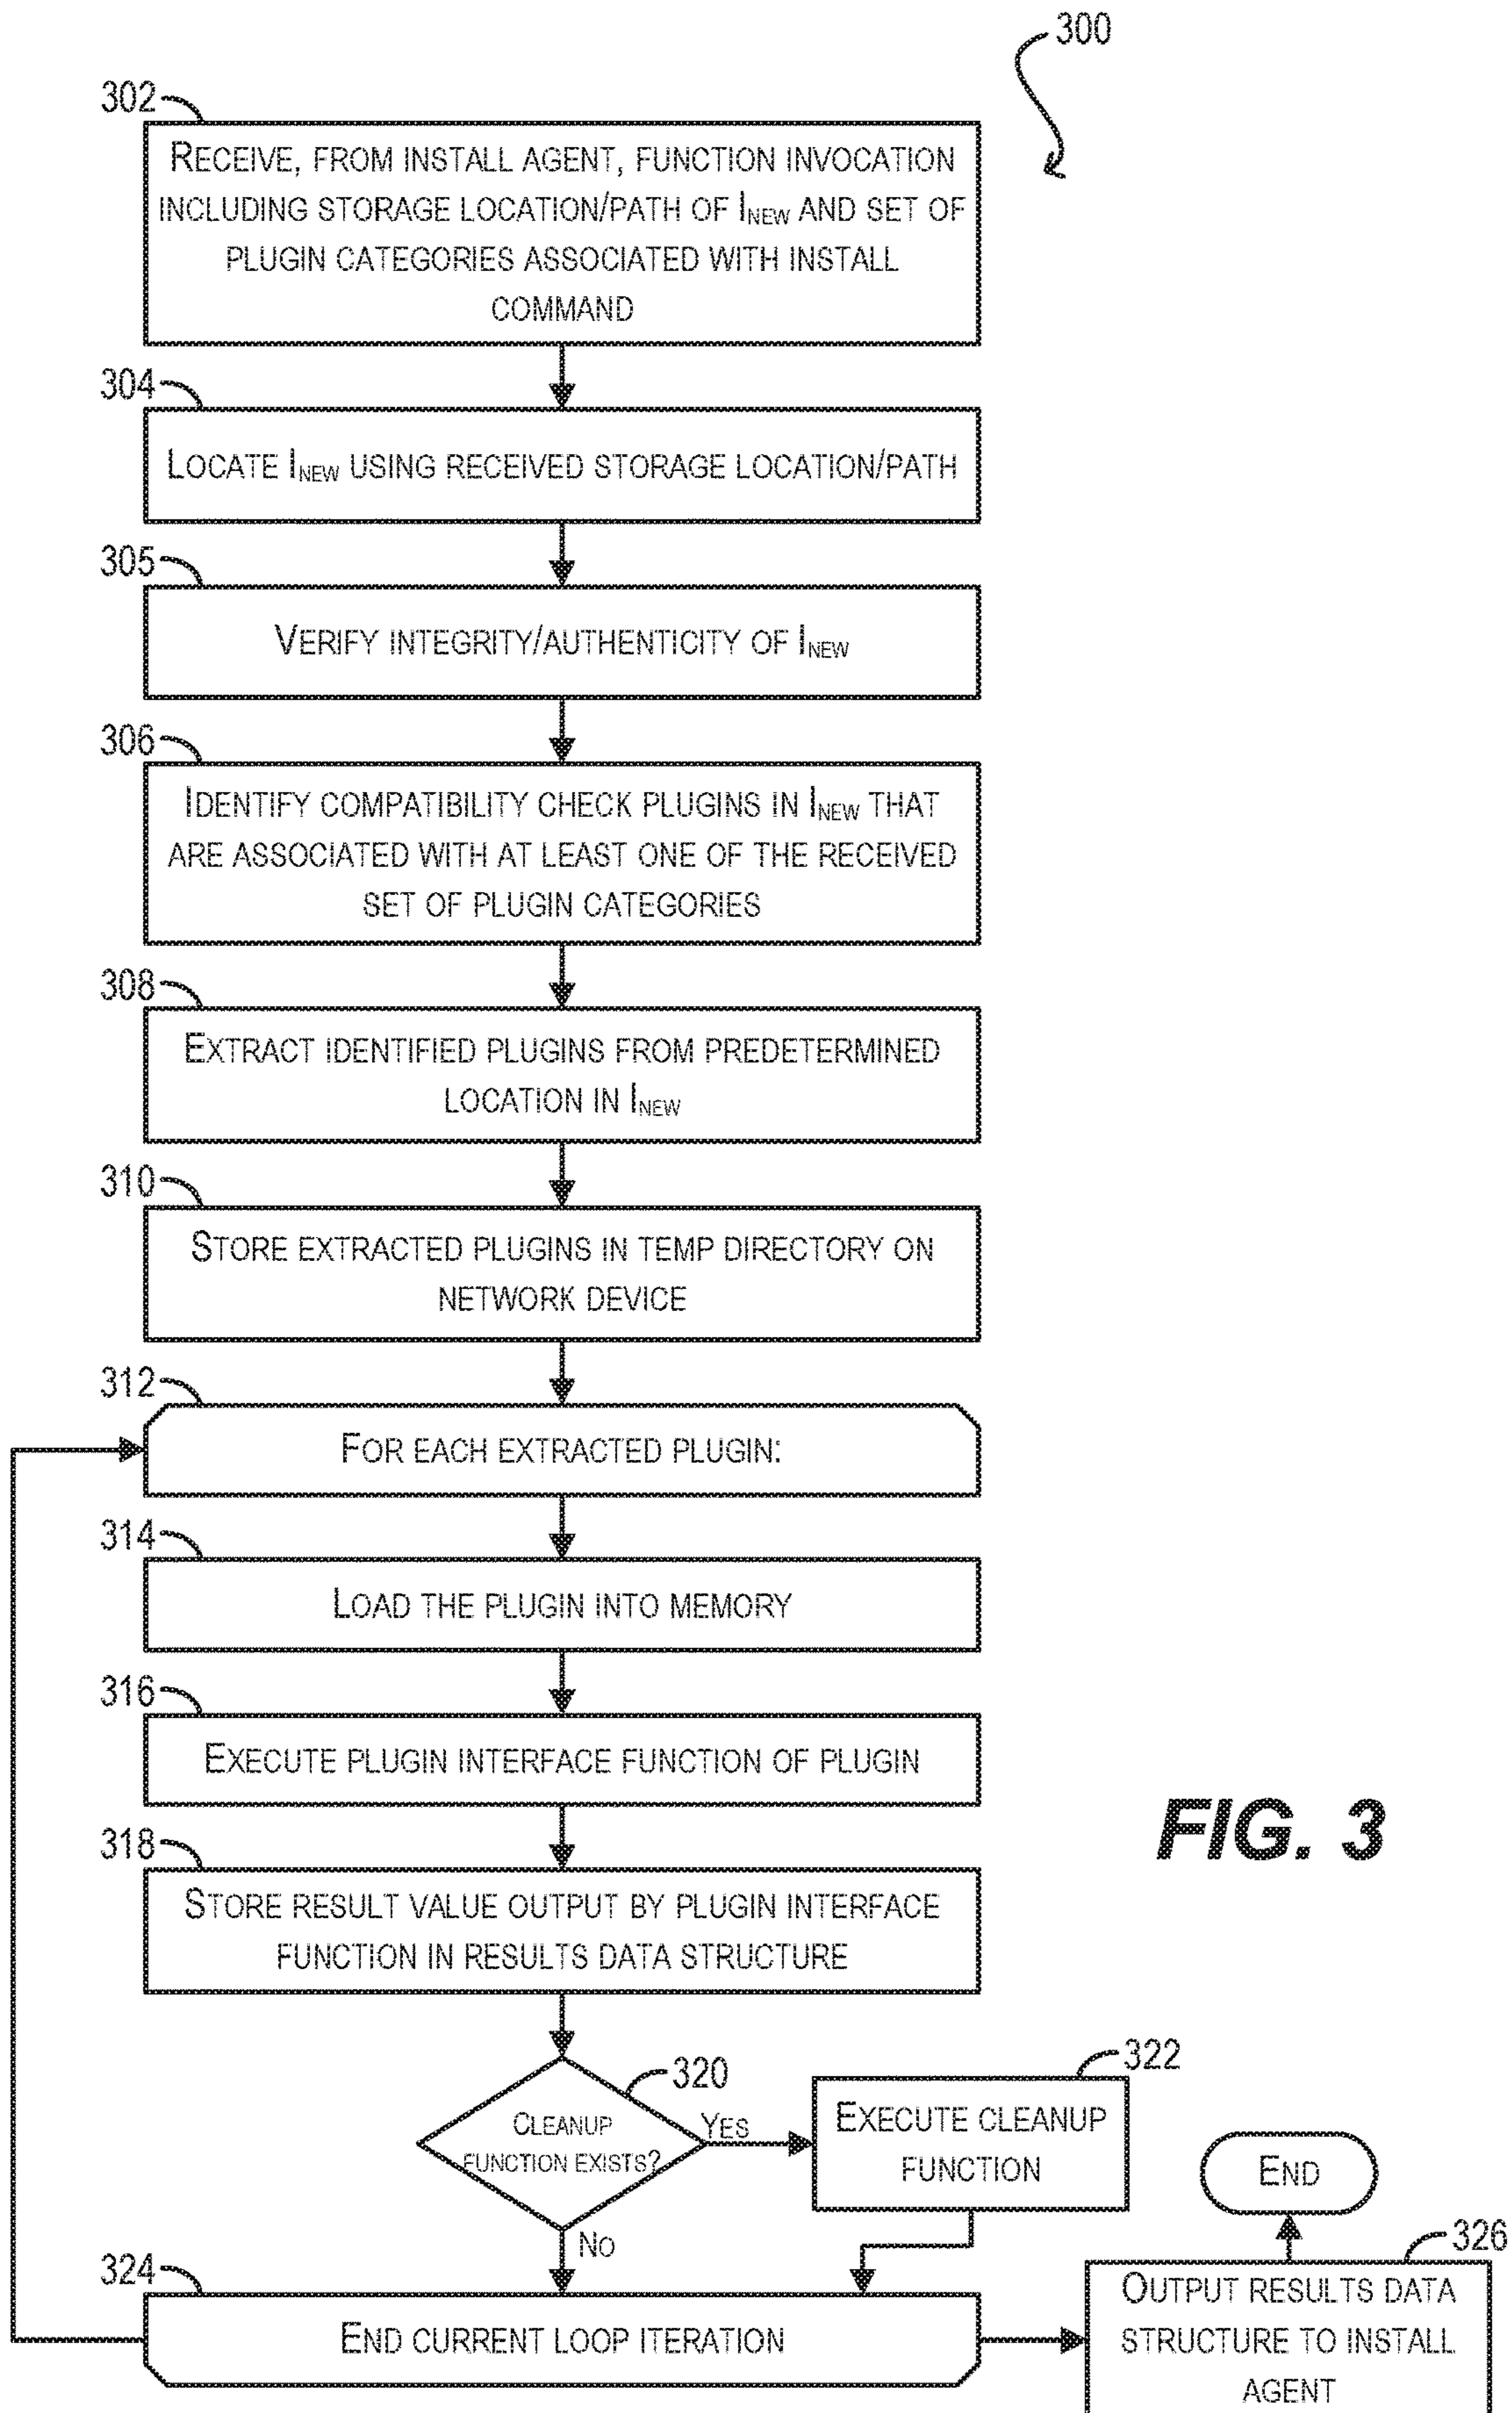 300
302
RECEIVE, FROM INSTALL AGENT, FUNCTION INVOCATION
INCLUDING STORAGE LOCATION/PATH OF INEW AND SET OF
PLUGIN CATEGORIES ASSOCIATED WITH INSTALL
COMMAND
304
LOCATE INEW USING RECEIVED STORAGE LOCATION/PATH
305
VERIFY INTEGRITY/AUTHENTICITY OF INEW
306
IDENTIFY COMPATIBILITY CHECK PLUGINS IN INEW THAT
ARE ASSOCIATED WITH AT LEAST ONE OF THE RECEIVED
SET OF PLUGIN CATEGORIES
308
EXTRACT IDENTIFIED PLUGINS FROM PREDETERMINED
LOCATION IN INEW
310
STORE EXTRACTED PLUGINS IN TEMP DIRECTORY ON
NETWORK DEVICE
312
FOR EACH EXTRACTED PLUGIN:
314
LOAD THE PLUGIN INTO MEMORY
316
EXECUTE PLUGIN INTERFACE FUNCTION OF PLUGIN
FIG. 3
318
STORE RESULT VALUE OUTPUT BY PLUGIN INTERFACE
FUNCTION IN RESULTS DATA STRUCTURE
320
CLEANUP
FUNCTION EXISTS?
YES
322
EXECUTE CLEANUP
FUNCTION
NO
324
END CURRENT LOOP ITERATION
END
326
OUTPUT RESULTS DATA
STRUCTURE TO INSTALL
AGENT